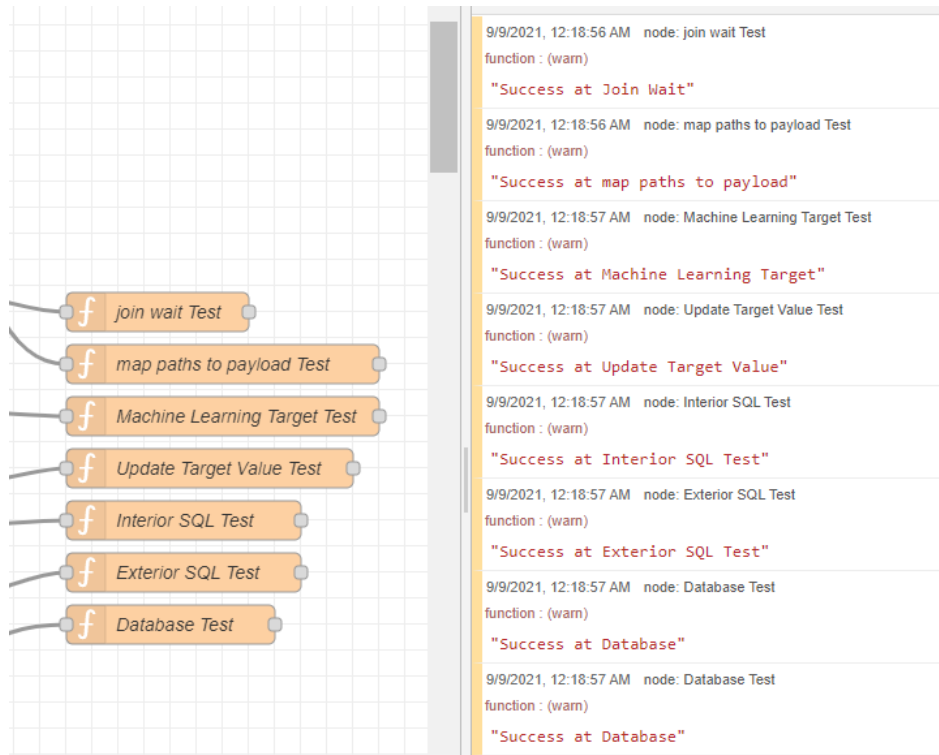 join wait Test
map paths to payload Test
Machine Learning Target Test
Update Target Value Test
Interior SQL Test
Exterior SQL Test
Database Test
9/9/2021, 12:18:56 AM node: join wait Test
function : (warn)
"Success at Join Wait"
9/9/2021, 12:18:56 AM node: map paths to payload Test
function : (warn)
"Success at map paths to payload"
9/9/2021, 12:18:57 AM node: Machine Learning Target Test
function : (warn)
"Success at Machine Learning Target"
9/9/2021, 12:18:57 AM node: Update Target Value Test
function : (warn)
"Success at Update Target Value"
9/9/2021, 12:18:57 AM node: Interior SQL Test
function : (warn)
"Success at Interior SQL Test"
9/9/2021, 12:18:57 AM node: Exterior SQL Test
function : (warn)
"Success at Exterior SQL Test"
9/9/2021, 12:18:57 AM node: Database Test
function : (warn)
"Success at Database"
9/9/2021, 12:18:57 AM node: Database Test
function : (warn)
"Success at Database"